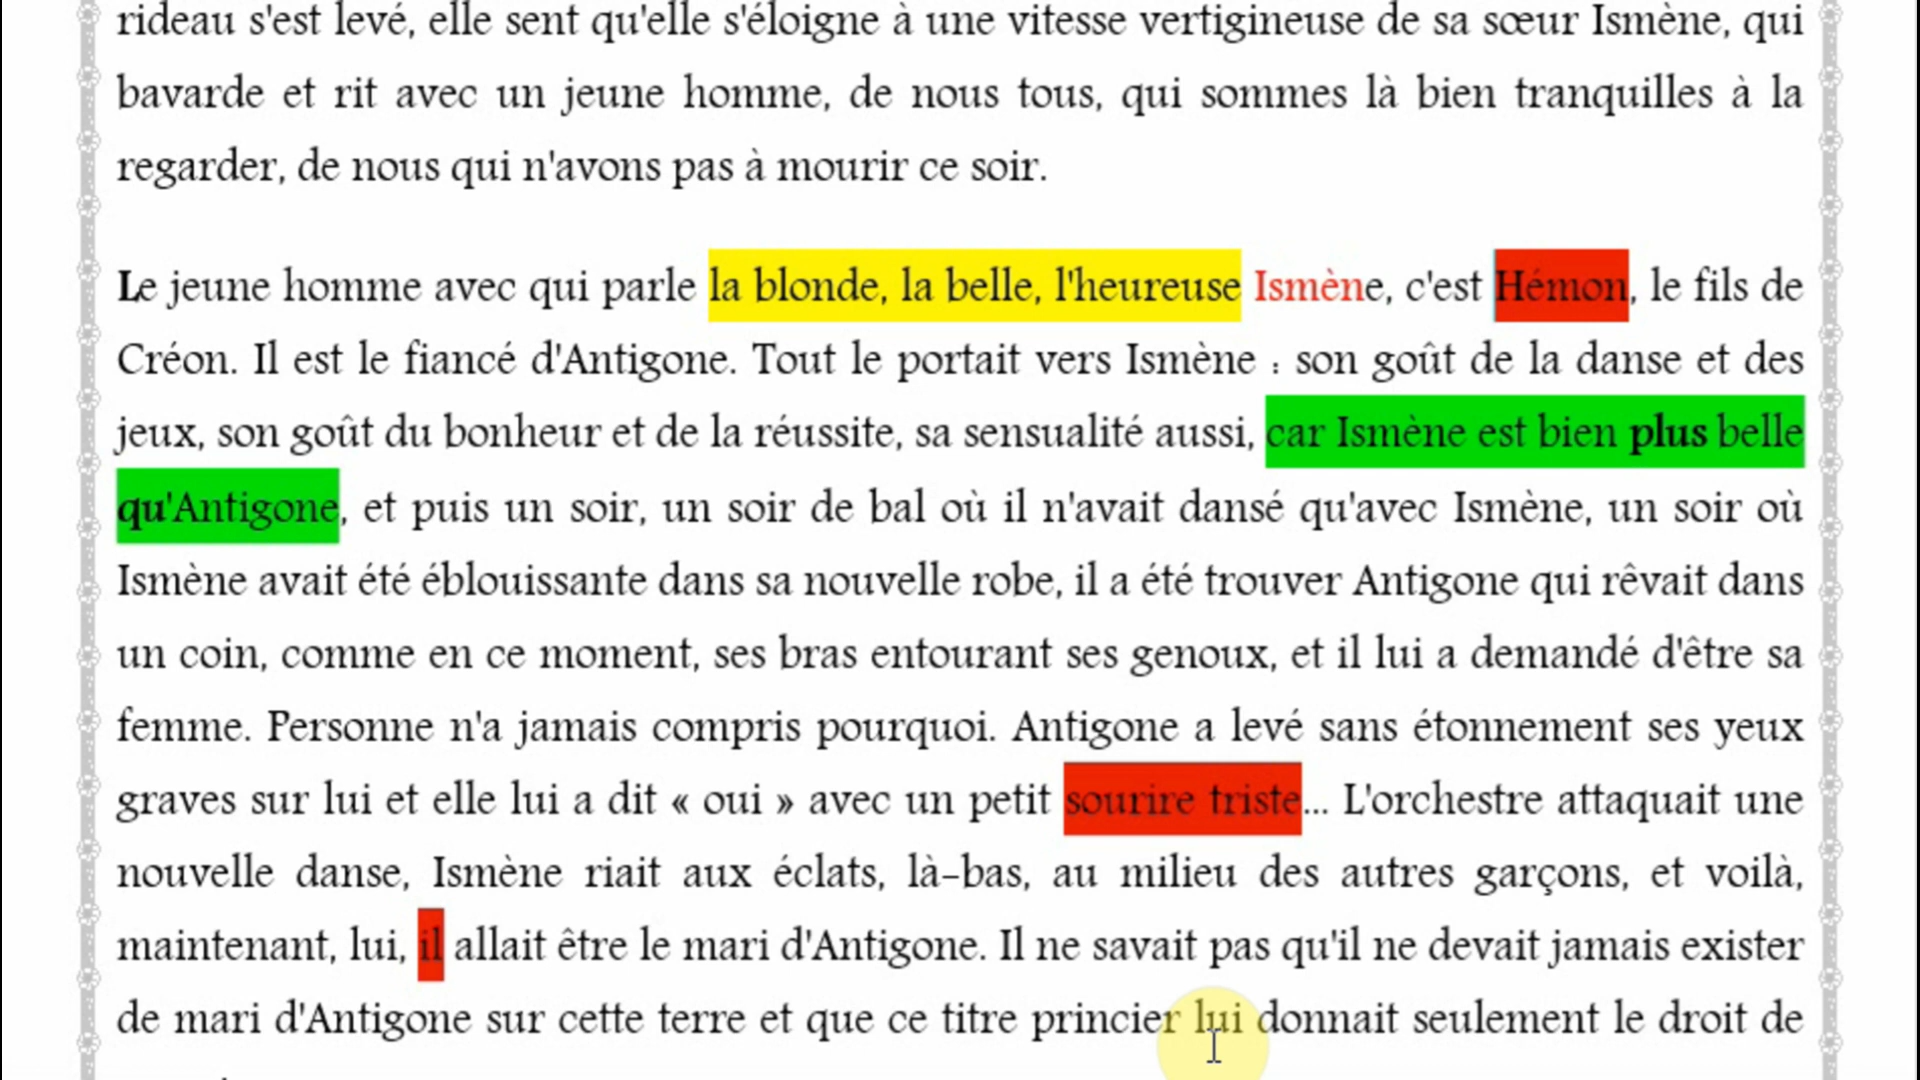 rideau s'est levé, elle sent qu'elle s'éloigne à une vitesse vertigineuse de sa sœur Ismène, qui
bavarde et rit avec un jeune homme, de nous tous, qui sommes là bien tranquilles à la
regarder, de nous qui n'avons pas à mourir ce soir.
Le jeune homme avec qui parle la blonde, la belle, l'heureuse Ismène, c'est Hémon, le fils de
Créon. Il est le fiancé d'Antigone. Tout le portait vers Ismène : son goût de la danse et des
jeux, son goût du bonheur et de la réussite, sa sensualité aussi, car Ismène est bien plus belle
qu'Antigone, et puis un soir, un soir de bal où il n'avait dansé qu'avec Ismène, un soir où
Ismène avait été éblouissante dans sa nouvelle robe, il a été trouver Antigone qui rêvait dans
un coin, comme en ce moment, ses bras entourant ses genoux, et il lui a demandé d'être sa
femme. Personne n'a jamais compris pourquoi. Antigone a levé sans étonnement ses yeux
graves sur lui et elle lui a dit « oui » avec un petit sourire triste... L'orchestre attaquait une
nouvelle danse, Ismène riait aux éclats, là-bas, au milieu des autres garçons, et voilà,
maintenant, lui, il allait être le mari d'Antigone. Il ne savait pas qu'il ne devait jamais exister
de mari d'Antigone sur cette terre et que ce titre princier lui donnait seulement le droit de